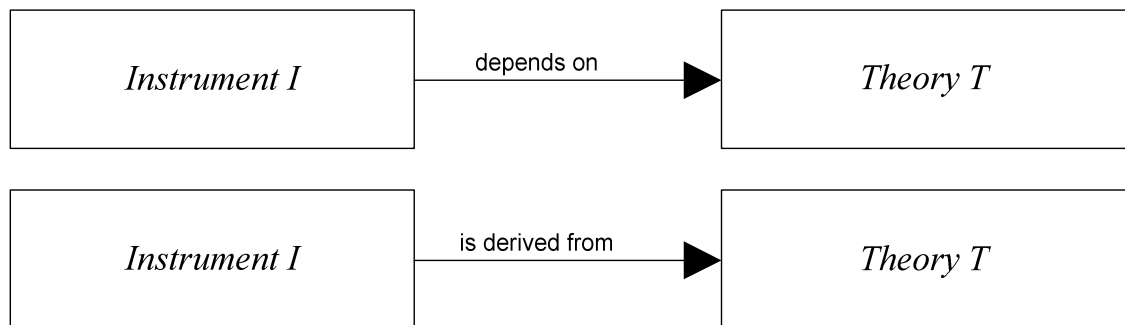 Instrument I
depends on
Theory T
Instrument I
is derived from
Theory T